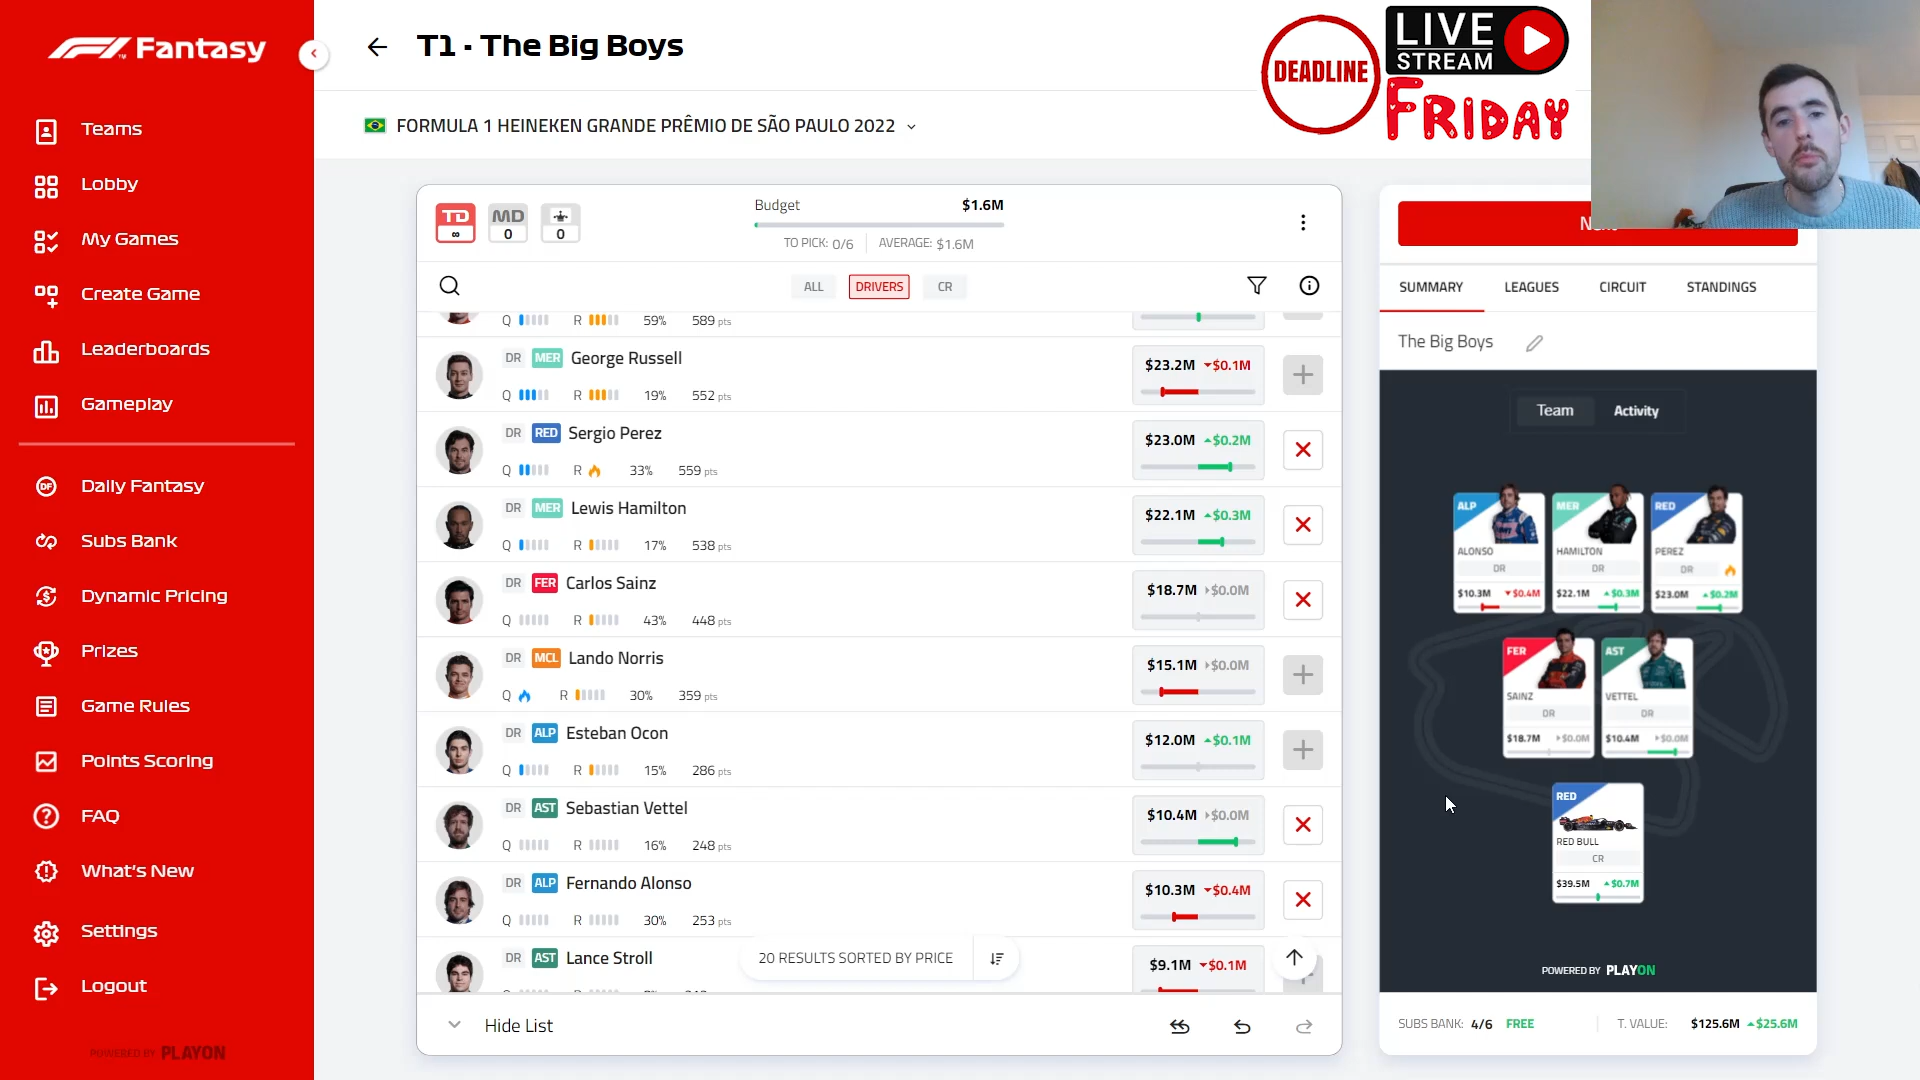 F1 Fantasy
Teams
Lobby
My Games
Create Game
Leaderboards
Gameplay
Daily Fantasy
Subs Bank
Dynamic Pricing
Prizes
Game Rules
Points Scoring
FAQ
What's New
Settings
Logout
POWERED BY PLAYON
T1 · The Big Boys
DEADLINE
LIVE
STREAM
FRIDAY
FORMULA 1 HEINEKEN GRANDE PRÊMIO DE SÃO PAULO 2022
TD
∞
MD
0
0
Budget $1.6M
TO PICK: 0/6 AVERAGE: $1.6M
ALL DRIVERS CR
Q R 59% 589 pts
DR MER George Russell
Q R 19% 552 pts
$23.2M $0.1M
DR RED Sergio Perez
Q R 33% 559 pts
$23.0M $0.2M
DR MER Lewis Hamilton
Q R 17% 538 pts
$22.1M $0.3M
DR FER Carlos Sainz
Q R 43% 448 pts
$18.7M $0.0M
DR MCL Lando Norris
Q R 30% 359 pts
$15.1M $0.0M
DR ALP Esteban Ocon
Q R 15% 286 pts
$12.0M $0.1M
DR AST Sebastian Vettel
Q R 16% 248 pts
$10.4M $0.0M
DR ALP Fernando Alonso
Q R 30% 253 pts
$10.3M $0.4M
DR AST Lance Stroll
$9.1M $0.1M
20 RESULTS SORTED BY PRICE
Hide List
SUMMARY LEAGUES CIRCUIT STANDINGS
The Big Boys
Team Activity
ALP
ALONSO
DR
$10.3M $0.4M
MER
HAMILTON
DR
$22.1M $0.3M
RED
PEREZ
DR
$23.0M $0.2M
FER
SAINZ
DR
$18.7M $0.0M
AST
VETTEL
DR
$10.4M $0.0M
RED
RED BULL
CR
$39.5M $0.7M
POWERED BY PLAYON
SUBS BANK: 4/6 FREE T. VALUE: $125.6M $25.6M